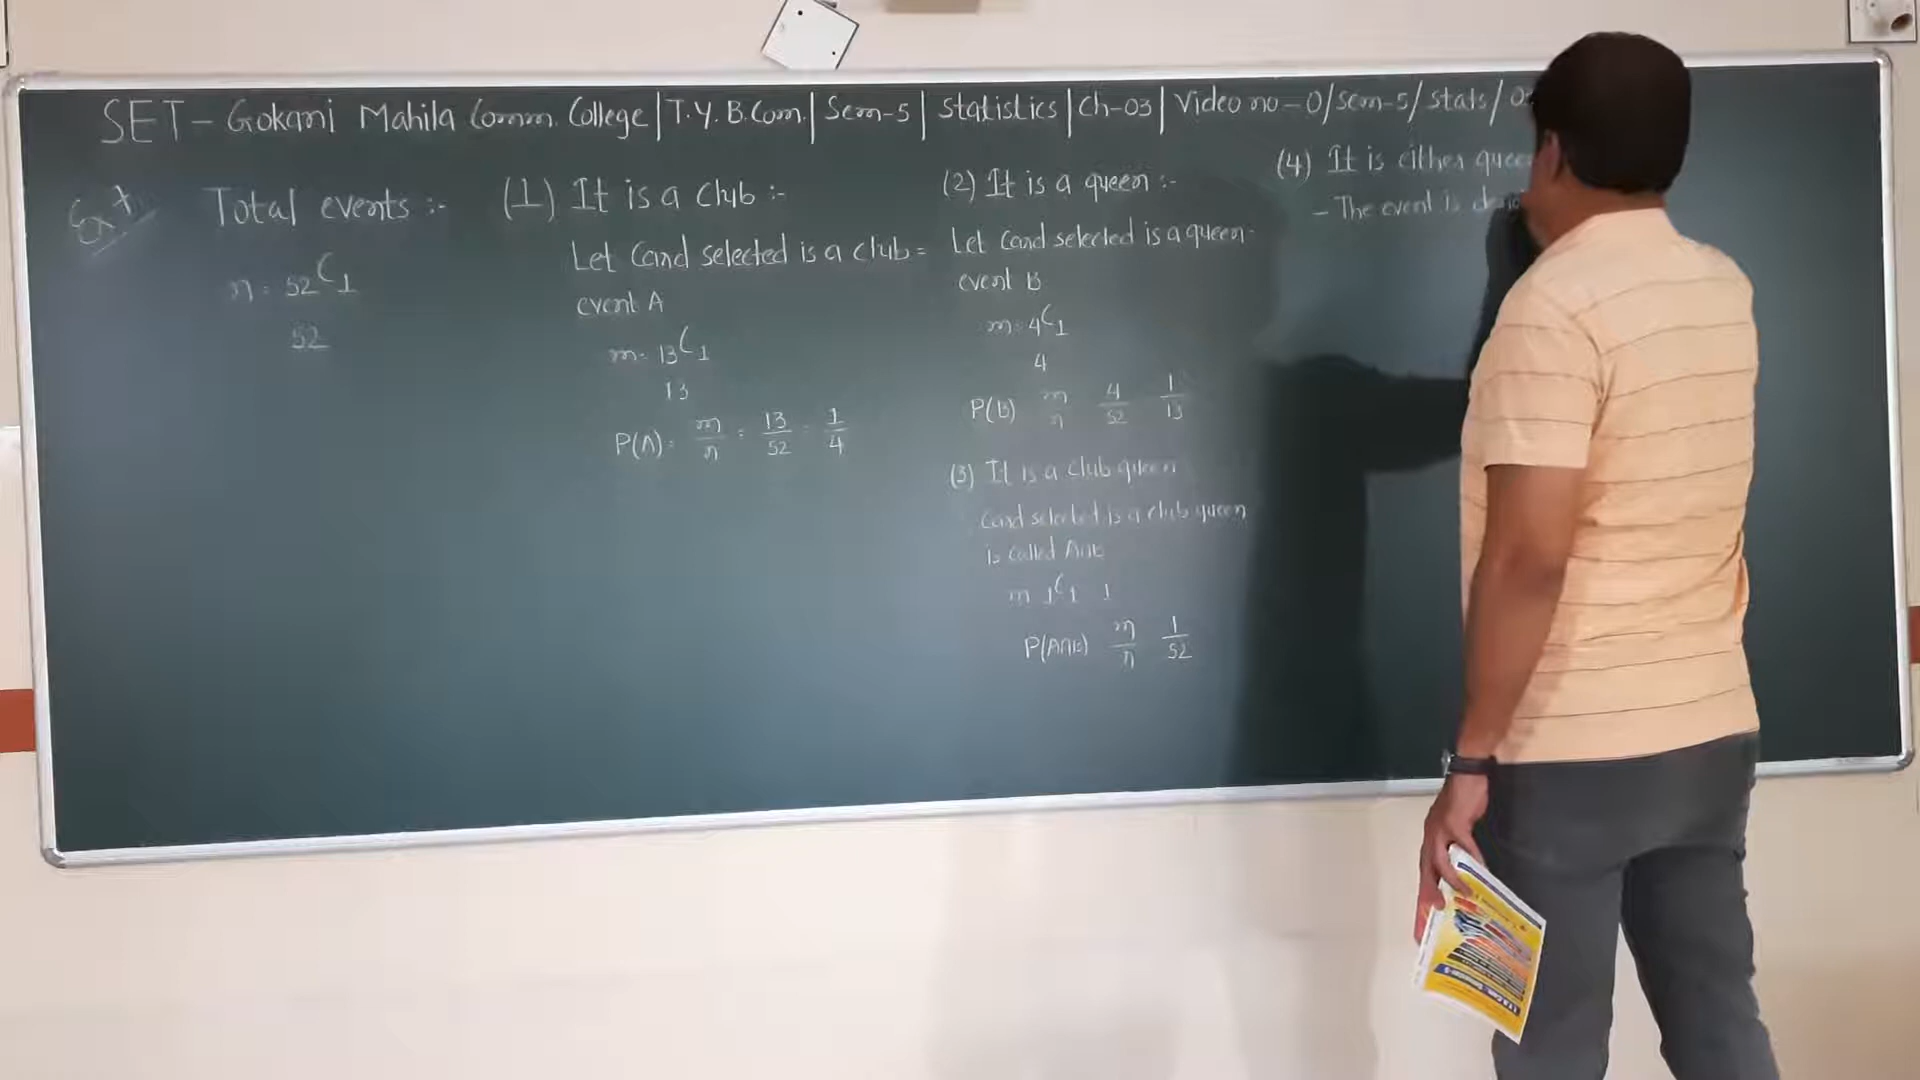 SET - Gokani Mahila Comm. College | T.Y. B.Com. | Sem-5 | Statistics | Ch-03 | Video no - 0/Sem-5/Stats/0
Ex
Total events :-
n = 52C1
52
(1) It is a club :-
Let Card selected is a club =
event A
m = 13C1
13
P(A) = m/n = 13/52 = 1/4
(2) It is a queen :-
Let Card selected is a queen =
event B
m = 4C1
4
P(B) m/n 4/52 1/13
(3) It is a club queen
Card selected is a club queen
is called A∩B
m 1C1 1
P(A∩B) m/n 1/52
(4) It is either quee
- The event is